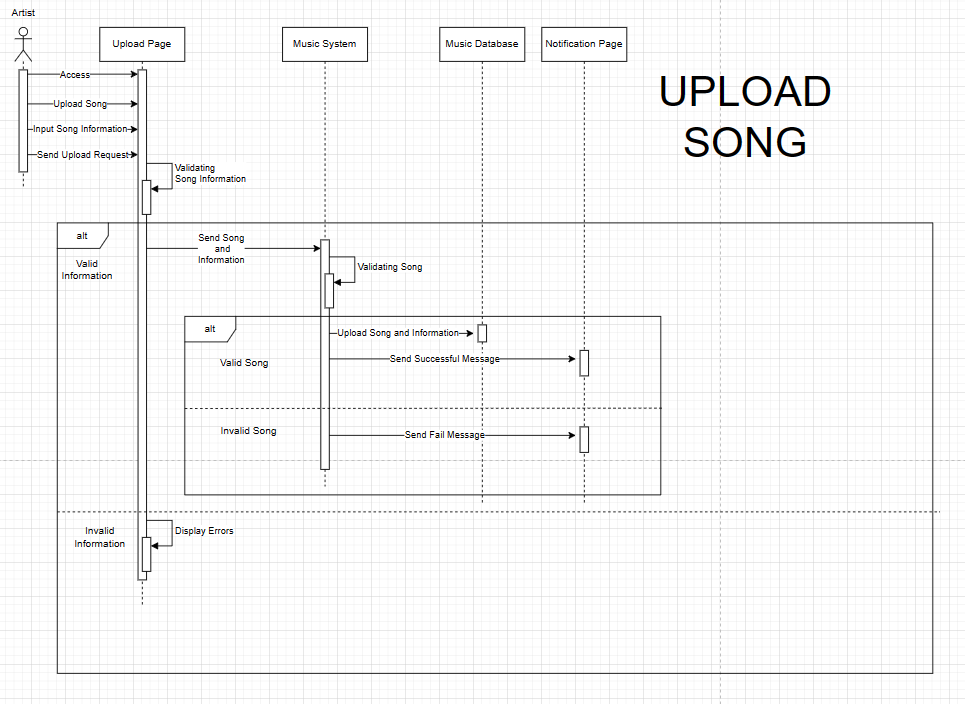 Artist
Upload Page
Music System
Music Database
Notification Page
UPLOAD
SONG
Access
Upload Song
Input Song Information
Send Upload Request
Validating
Song Information
alt
Valid
Information
Send Song
and
Information
Validating Song
alt
Upload Song and Information
Valid Song
Send Successful Message
Invalid Song
Send Fail Message
Invalid
Information
Display Errors